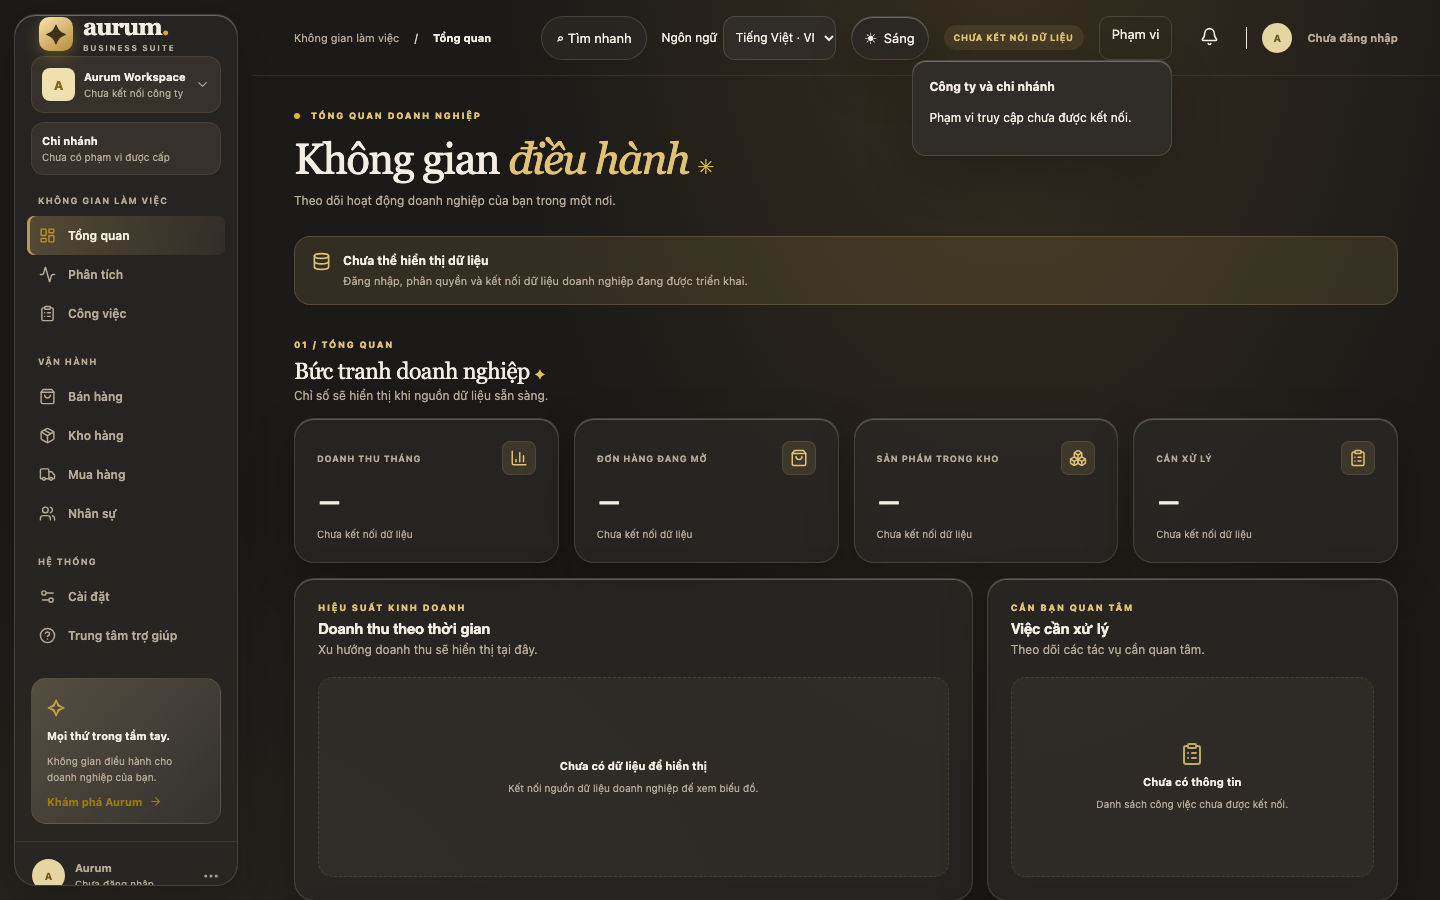 aurum.
BUSINESS SUITE
A
Aurum Workspace
Chưa kết nối công ty
Chi nhánh
Chưa có phạm vi được cấp
KHÔNG GIAN LÀM VIỆC
Tổng quan
Phân tích
Công việc
VẬN HÀNH
Bán hàng
Kho hàng
Mua hàng
Nhân sự
HỆ THỐNG
Cài đặt
Trung tâm trợ giúp
Mọi thứ trong tầm tay.
Không gian điều hành cho
doanh nghiệp của bạn.
Khám phá Aurum →
A
Aurum
Chưa đăng nhập
Không gian làm việc / Tổng quan
Tìm nhanh
Ngôn ngữ
Tiếng Việt · VI
Sáng
CHƯA KẾT NỐI DỮ LIỆU
Phạm vi
A
Chưa đăng nhập
Công ty và chi nhánh
Phạm vi truy cập chưa được kết nối.
TỔNG QUAN DOANH NGHIỆP
Không gian điều hành
Theo dõi hoạt động doanh nghiệp của bạn trong một nơi.
Chưa thể hiển thị dữ liệu
Đăng nhập, phân quyền và kết nối dữ liệu doanh nghiệp đang được triển khai.
01 / TỔNG QUAN
Bức tranh doanh nghiệp
Chỉ số sẽ hiển thị khi nguồn dữ liệu sẵn sàng.
DOANH THU THÁNG
—
Chưa kết nối dữ liệu
ĐƠN HÀNG ĐANG MỞ
—
Chưa kết nối dữ liệu
SẢN PHẨM TRONG KHO
—
Chưa kết nối dữ liệu
CẦN XỬ LÝ
—
Chưa kết nối dữ liệu
HIỆU SUẤT KINH DOANH
Doanh thu theo thời gian
Xu hướng doanh thu sẽ hiển thị tại đây.
Chưa có dữ liệu để hiển thị
Kết nối nguồn dữ liệu doanh nghiệp để xem biểu đồ.
CẦN BẠN QUAN TÂM
Việc cần xử lý
Theo dõi các tác vụ cần quan tâm.
Chưa có thông tin
Danh sách công việc chưa được kết nối.